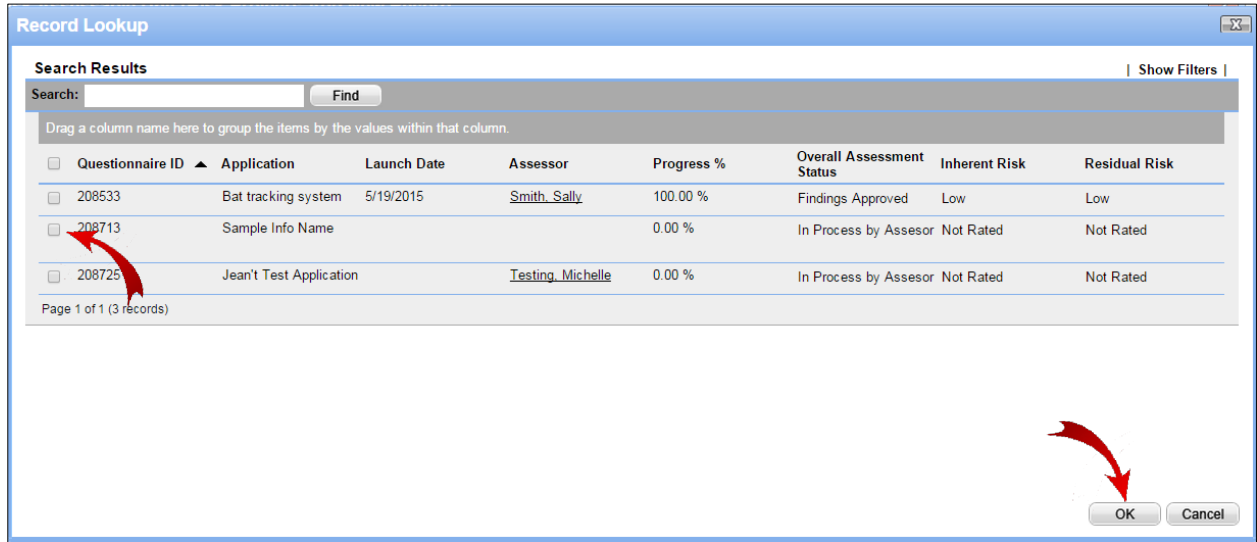 Record Lookup
Search Results | Show Filters |
Search: Find
Drag a column name here to group the items by the values within that column.
Questionnaire ID ▲ Application Launch Date Assessor Progress % Overall Assessment Status Inherent Risk Residual Risk
208533 Bat tracking system 5/19/2015 Smith, Sally 100.00 % Findings Approved Low Low
208713 Sample Info Name 0.00 % In Process by Assesor Not Rated Not Rated
208725 Jean't Test Application Testing, Michelle 0.00 % In Process by Assesor Not Rated Not Rated
Page 1 of 1 (3 records)
OK Cancel